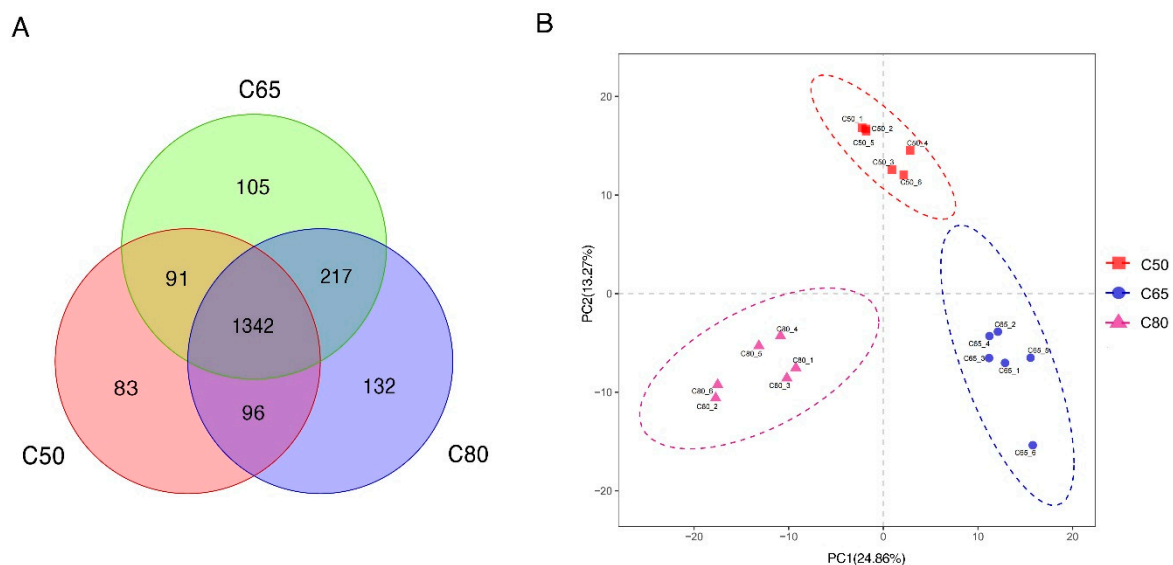 A
C65
105
91
217
1342
83
96
132
C50
C80
B
20
10
0
−10
−20
PC2(13.27%)
C50_1
C50_2
C50_5
C50_4
C50_3
C50_6
C65_2
C65_4
C65_3
C65_5
C65_1
C65_6
C80_4
C80_5
C80_1
C80_3
C80_6
C80_2
−20
−10
0
10
20
PC1(24.86%)
C50
C65
C80